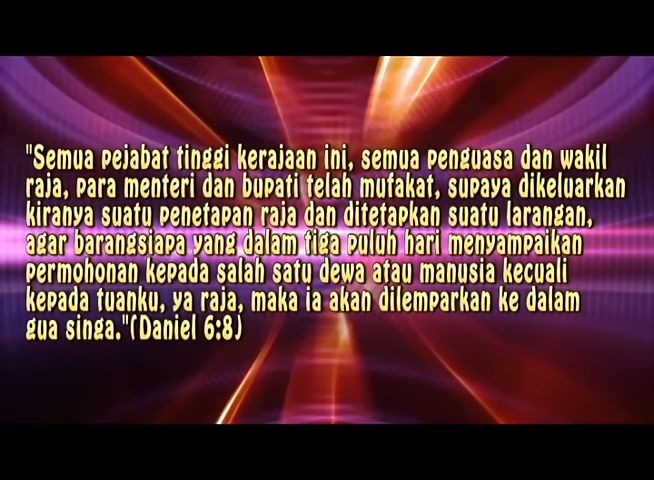 "Semua pejabat tinggi kerajaan ini, semua penguasa dan wakil
raja, para menteri dan bupati telah mufakat, supaya dikeluarkan
kiranya suatu penetapan raja dan ditetapkan suatu larangan,
agar barangsiapa yang dalam tiga puluh hari menyampaikan
permohonan kepada salah satu dewa atau manusia kecuali
kepada tuanku, ya raja, maka ia akan dilemparkan ke dalam
gua singa."(Daniel 6:8)